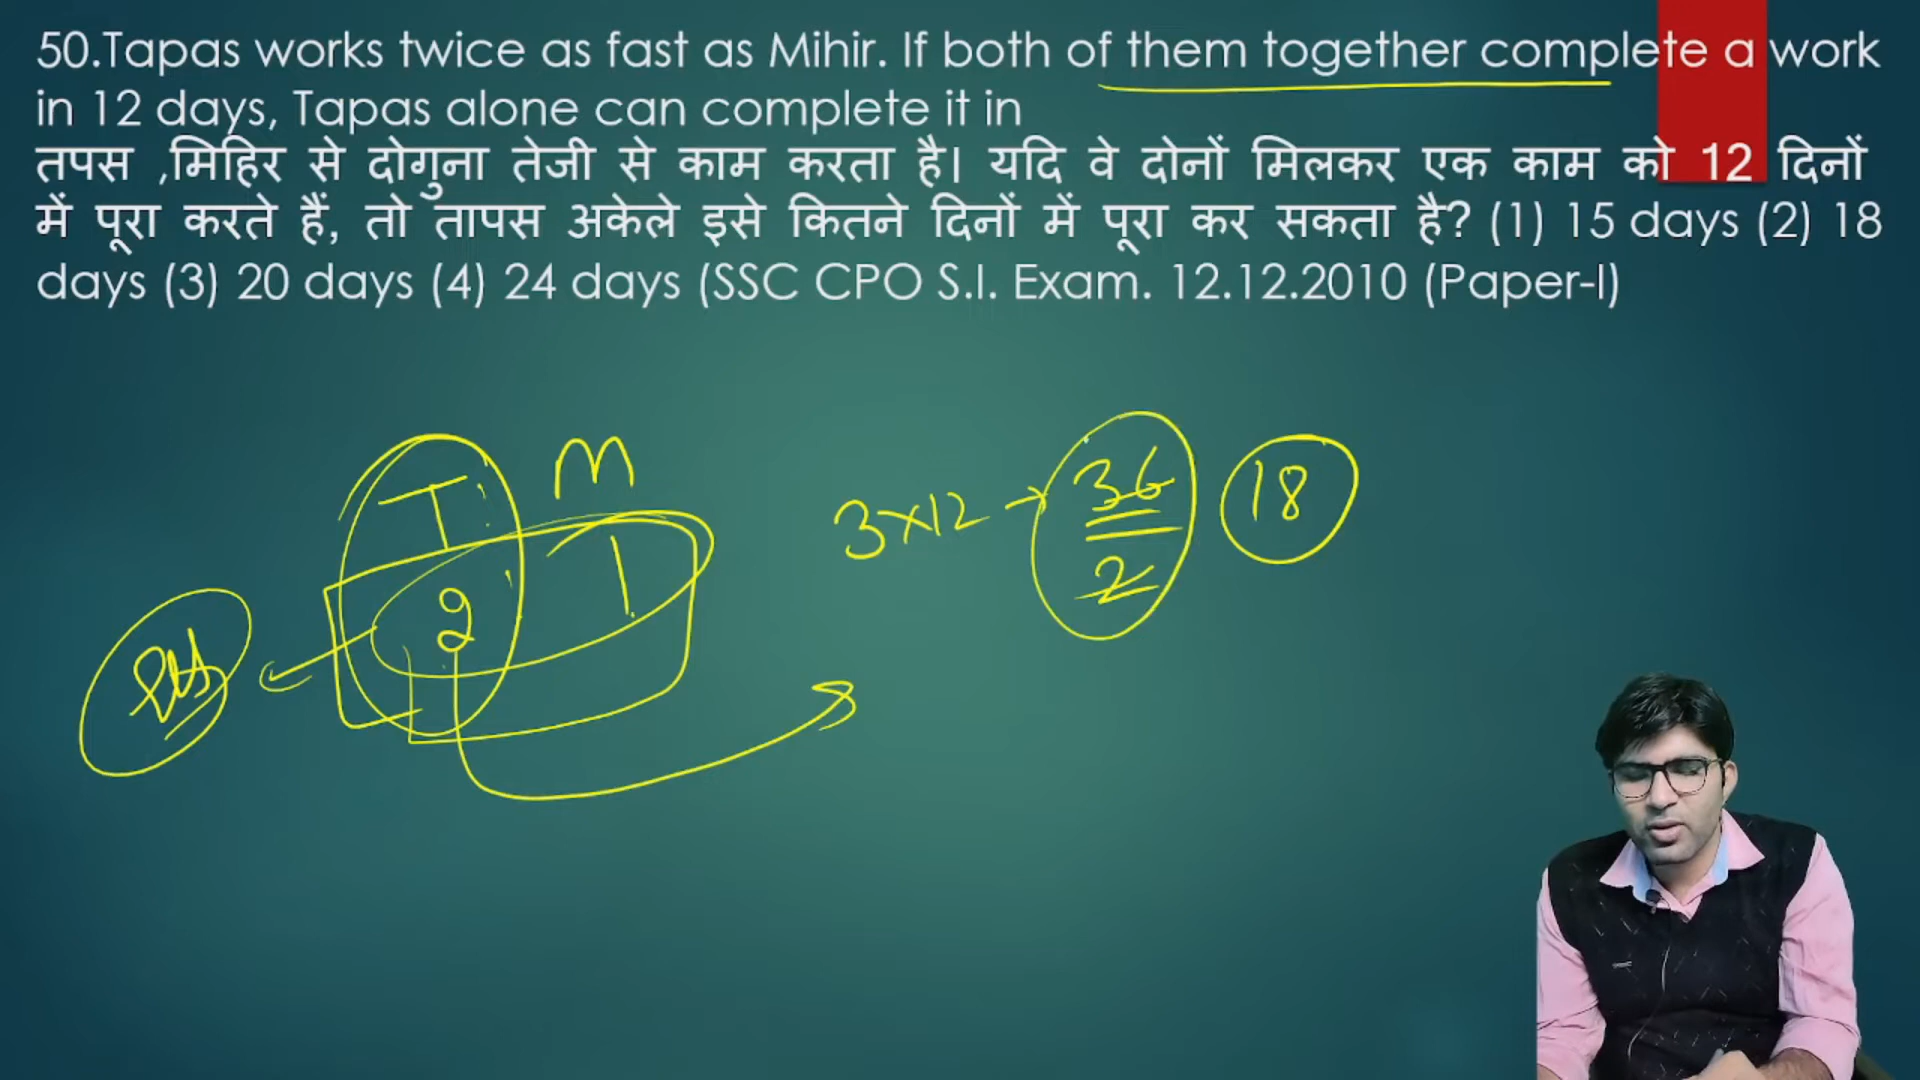 50.Tapas works twice as fast as Mihir. If both of them together complete a work
in 12 days, Tapas alone can complete it in
तपस ,मिहिर से दोगुना तेजी से काम करता है। यदि वे दोनों मिलकर एक काम को 12 दिनों
में पूरा करते हैं, तो तापस अकेले इसे कितने दिनों में पूरा कर सकता है? (1) 15 days (2) 18
days (3) 20 days (4) 24 days (SSC CPO S.I. Exam. 12.12.2010 (Paper-I)
T : M
2 : 1
3×12 → 36/2 18